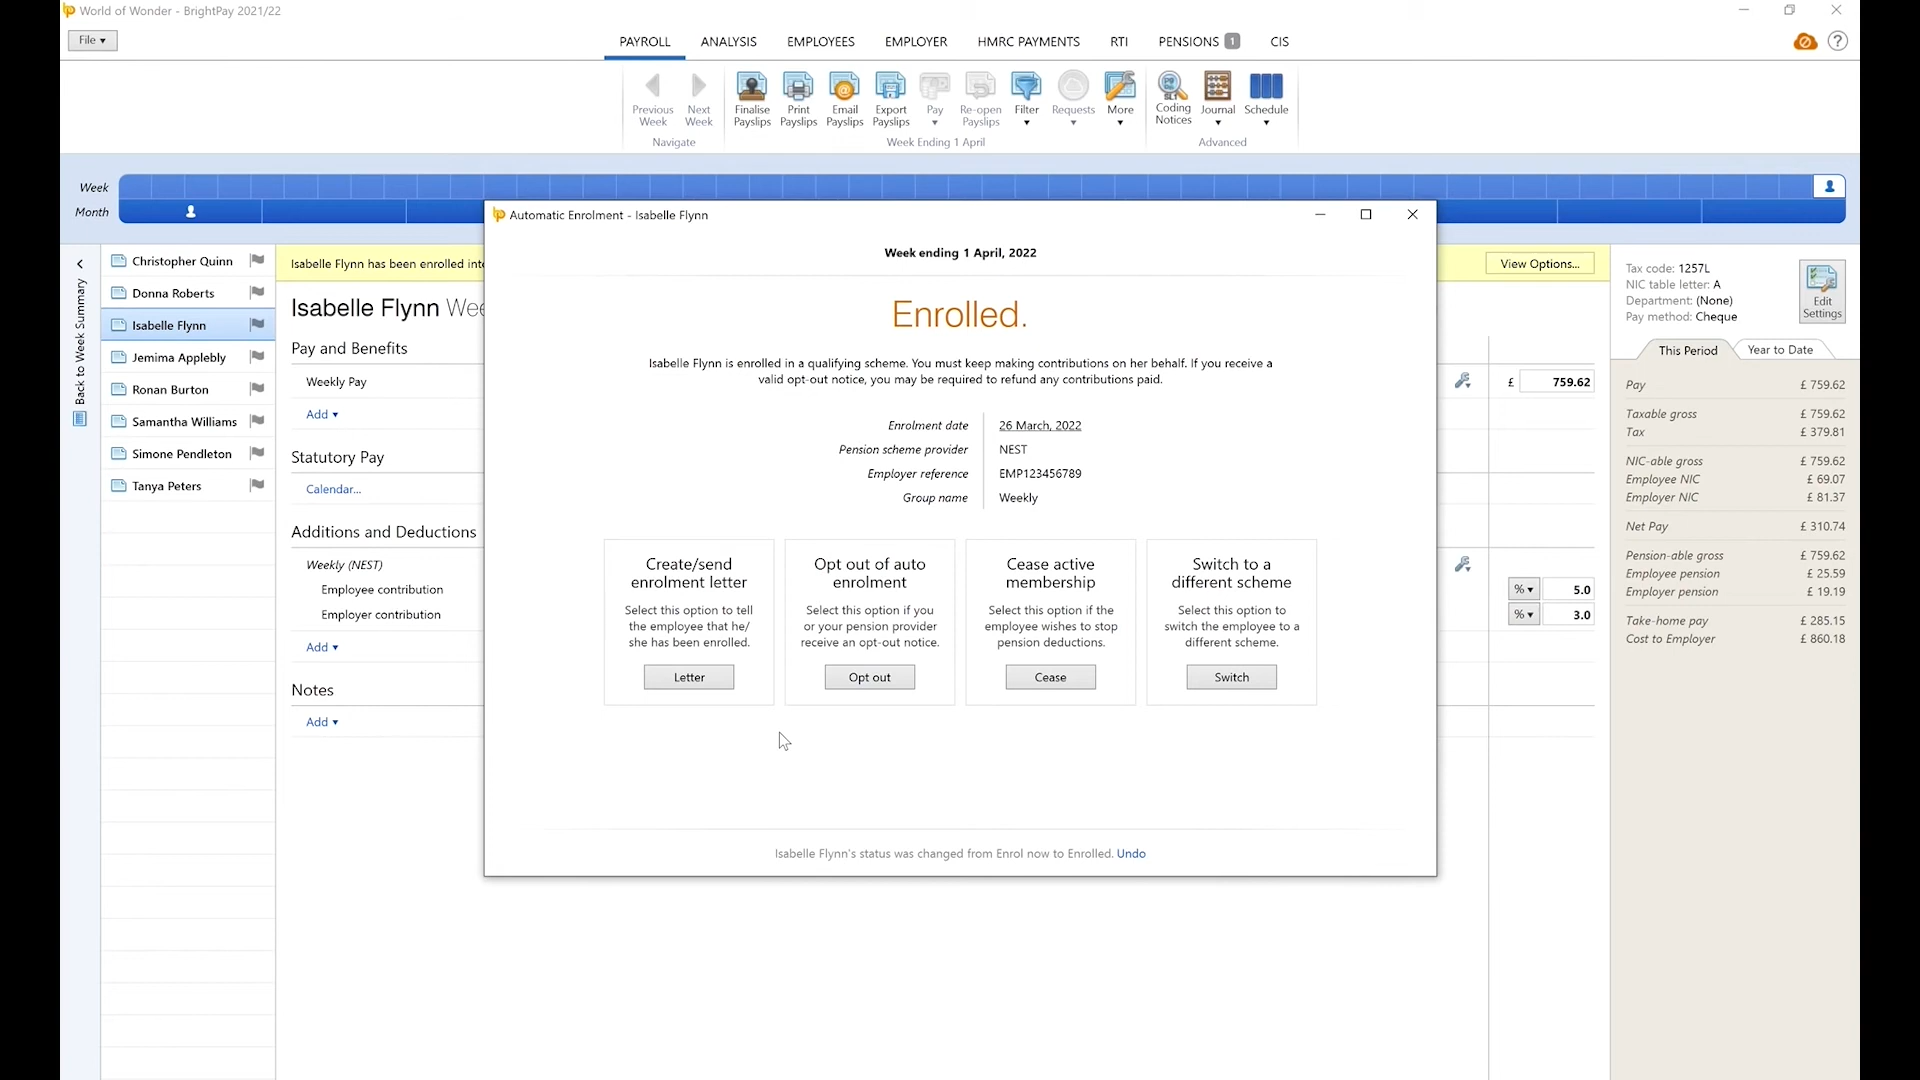 World of Wonder - BrightPay 2021/22
File
PAYROLL
ANALYSIS
EMPLOYEES
EMPLOYER
HMRC PAYMENTS
RTI
PENSIONS 1
CIS
?
Previous Week
Next Week
Navigate
Finalise Payslips
Print Payslips
Email Payslips
Export Payslips
Pay
Re-open Payslips
Filter
Requests
More
Week Ending 1 April
Coding Notices
Journal
Schedule
Advanced
Week
Month
Back to Week Summary
Christopher Quinn
Donna Roberts
Isabelle Flynn
Jemima Applebly
Ronan Burton
Samantha Williams
Simone Pendleton
Tanya Peters
Isabelle Flynn has been enrolled
View Options...
Isabelle Flynn
Pay and Benefits
Weekly Pay
£ 759.62
Add
Statutory Pay
Calendar...
Additions and Deductions
Weekly (NEST)
Employee contribution
% 5.0
Employer contribution
% 3.0
Add
Notes
Add
Automatic Enrolment - Isabelle Flynn
Week ending 1 April, 2022
Enrolled.
Isabelle Flynn is enrolled in a qualifying scheme. You must keep making contributions on her behalf. If you receive a
valid opt-out notice, you may be required to refund any contributions paid.
Enrolment date 26 March, 2022
Pension scheme provider NEST
Employer reference EMP123456789
Group name Weekly
Create/send
enrolment letter
Select this option to tell
the employee that he/
she has been enrolled.
Letter
Opt out of auto
enrolment
Select this option if you
or your pension provider
receive an opt-out notice.
Opt out
Cease active
membership
Select this option if the
employee wishes to stop
pension deductions.
Cease
Switch to a
different scheme
Select this option to
switch the employee to a
different scheme.
Switch
Isabelle Flynn's status was changed from Enrol now to Enrolled. Undo
Tax code: 1257L
NIC table letter: A
Department: (None)
Pay method: Cheque
Edit
Settings
This Period
Year to Date
Pay £ 759.62
Taxable gross £ 759.62
Tax £ 379.81
NIC-able gross £ 759.62
Employee NIC £ 69.07
Employer NIC £ 81.37
Net Pay £ 310.74
Pension-able gross £ 759.62
Employee pension £ 25.59
Employer pension £ 19.19
Take-home pay £ 285.15
Cost to Employer £ 860.18